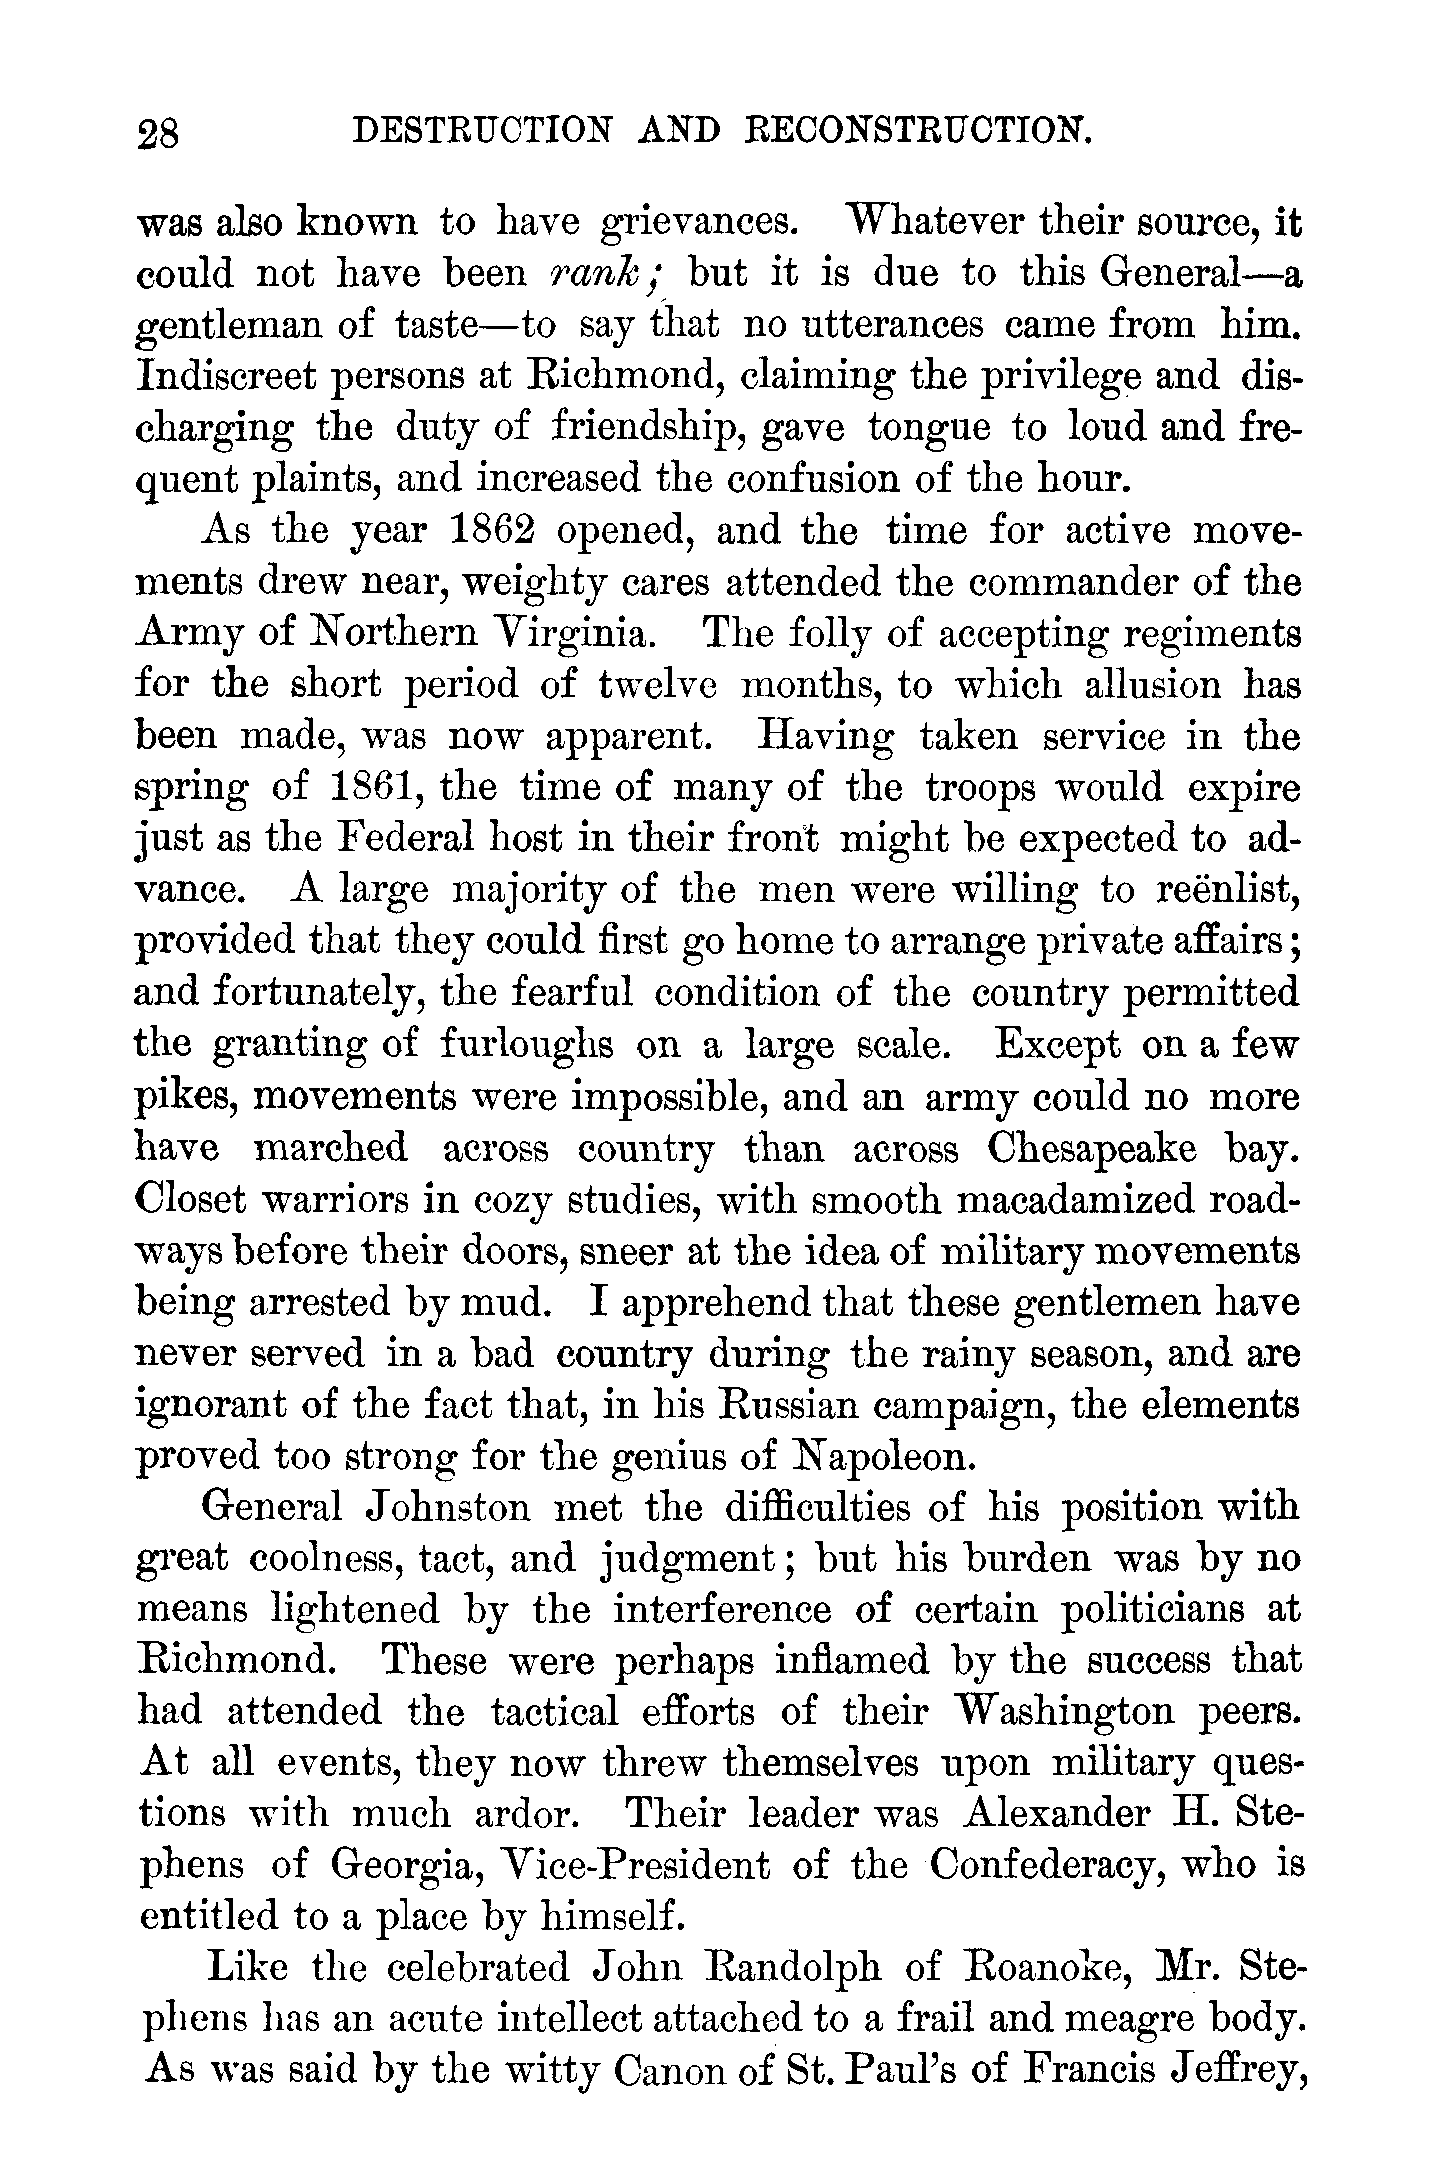 28 DESTRUCTION AND RECONSTRUCTION.
was also known to have grievances. Whatever their source, it
could not have been rank; but it is due to this General—a
gentleman of taste—to say that no utterances came from him.
Indiscreet persons at Richmond, claiming the privilege and dis-
charging the duty of friendship, gave tongue to loud and fre-
quent plaints, and increased the confusion of the hour.
As the year 1862 opened, and the time for active move-
ments drew near, weighty cares attended the commander of the
Army of Northern Virginia. The folly of accepting regiments
for the short period of twelve months, to which allusion has
been made, was now apparent. Having taken service in the
spring of 1861, the time of many of the troops would expire
just as the Federal host in their front might be expected to ad-
vance. A large majority of the men were willing to reënlist,
provided that they could first go home to arrange private affairs;
and fortunately, the fearful condition of the country permitted
the granting of furloughs on a large scale. Except on a few
pikes, movements were impossible, and an army could no more
have marched across country than across Chesapeake bay.
Closet warriors in cozy studies, with smooth macadamized road-
ways before their doors, sneer at the idea of military movements
being arrested by mud. I apprehend that these gentlemen have
never served in a bad country during the rainy season, and are
ignorant of the fact that, in his Russian campaign, the elements
proved too strong for the genius of Napoleon.
General Johnston met the difficulties of his position with
great coolness, tact, and judgment; but his burden was by no
means lightened by the interference of certain politicians at
Richmond. These were perhaps inflamed by the success that
had attended the tactical efforts of their Washington peers.
At all events, they now threw themselves upon military ques-
tions with much ardor. Their leader was Alexander H. Ste-
phens of Georgia, Vice-President of the Confederacy, who is
entitled to a place by himself.
Like the celebrated John Randolph of Roanoke, Mr. Ste-
phens has an acute intellect attached to a frail and meagre body.
As was said by the witty Canon of St. Paul's of Francis Jeffrey,